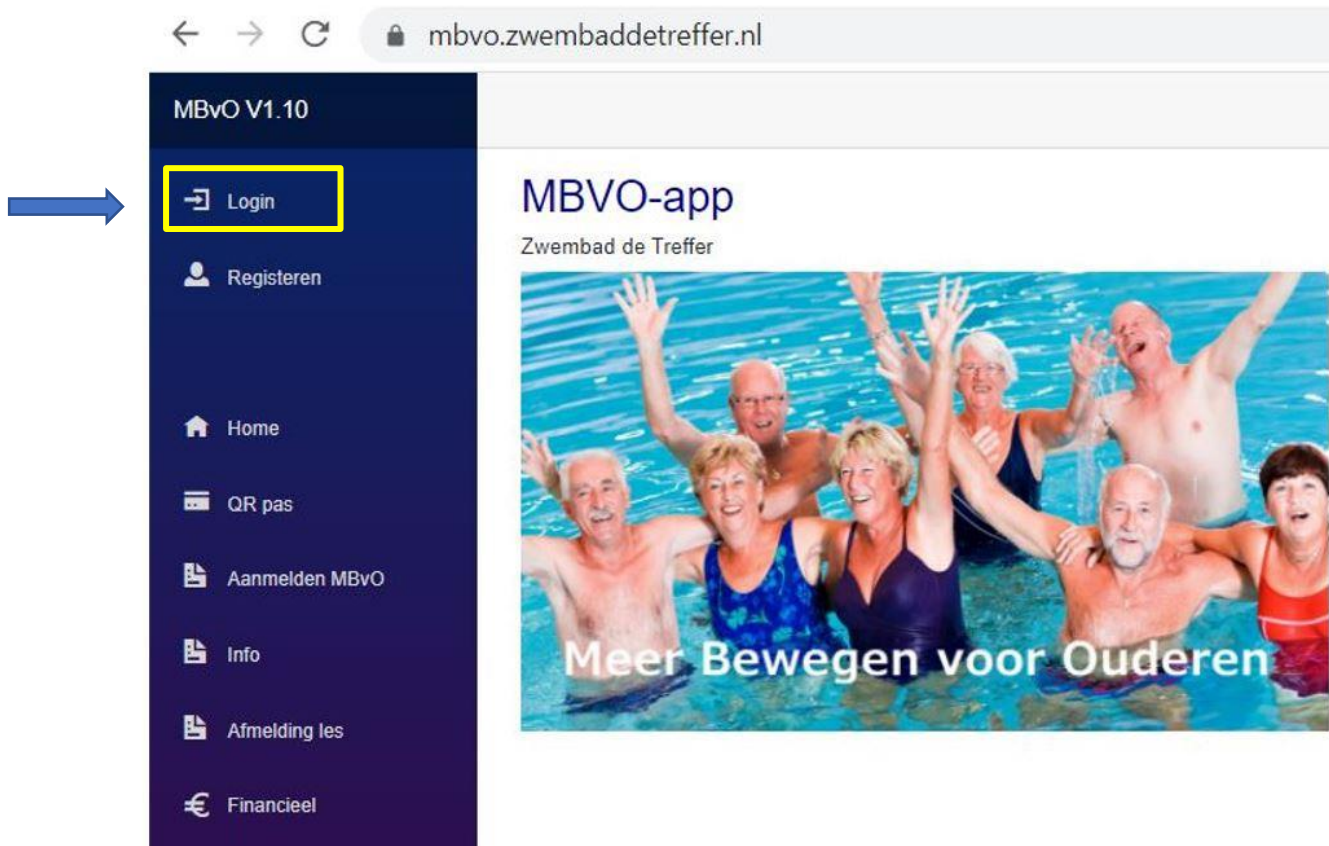 mbvo.zwembaddetreffer.nl
MBvO V1.10
Login
Registeren
Home
QR pas
Aanmelden MBvO
Info
Afmelding les
Financieel
MBVO-app
Zwembad de Treffer
Meer Bewegen voor Ouderen